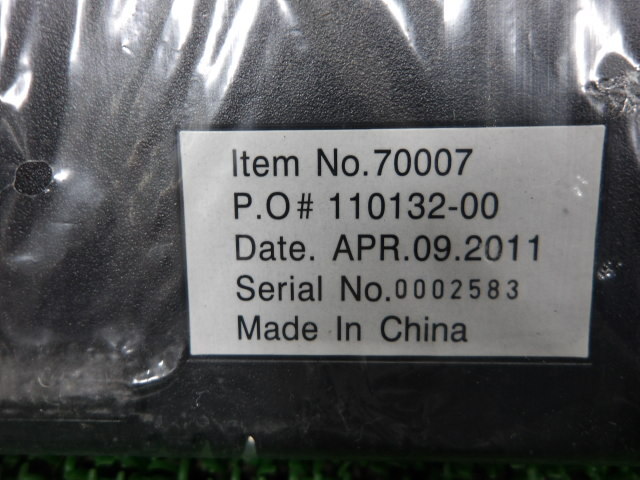 Item No.70007
P.O# 110132-00
Date. APR.09.2011
Serial No.0002583
Made In China